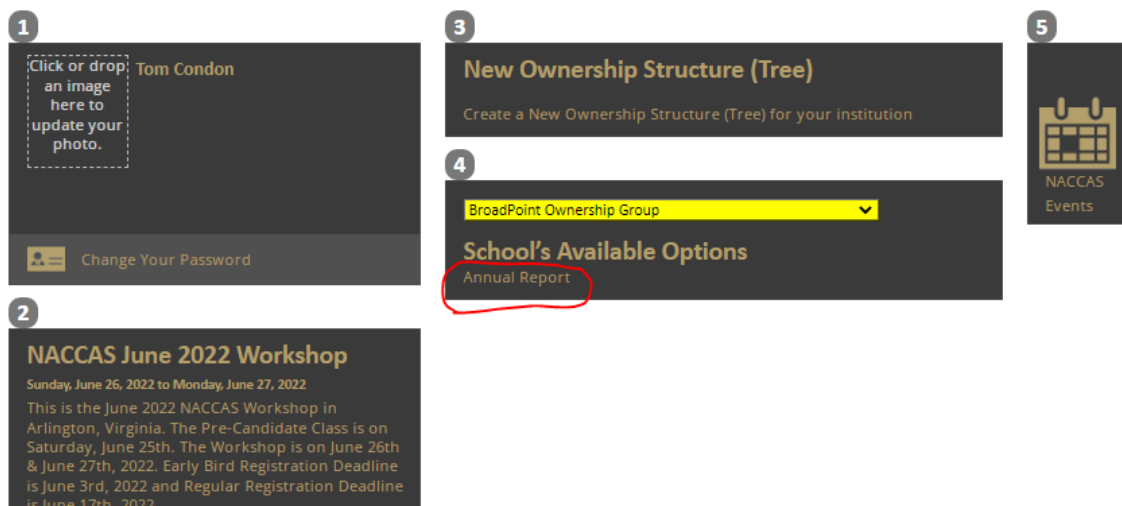 1
Click or drop
an image
here to
update your
photo.
Tom Condon
Change Your Password
2
NACCAS June 2022 Workshop
Sunday, June 26, 2022 to Monday, June 27, 2022
This is the June 2022 NACCAS Workshop in
Arlington, Virginia. The Pre-Candidate Class is on
Saturday, June 25th. The Workshop is on June 26th
& June 27th, 2022. Early Bird Registration Deadline
is June 3rd, 2022 and Regular Registration Deadline
is June 17th, 2022
3
New Ownership Structure (Tree)
Create a New Ownership Structure (Tree) for your institution
4
BroadPoint Ownership Group
School’s Available Options
Annual Report
5
NACCAS
Events